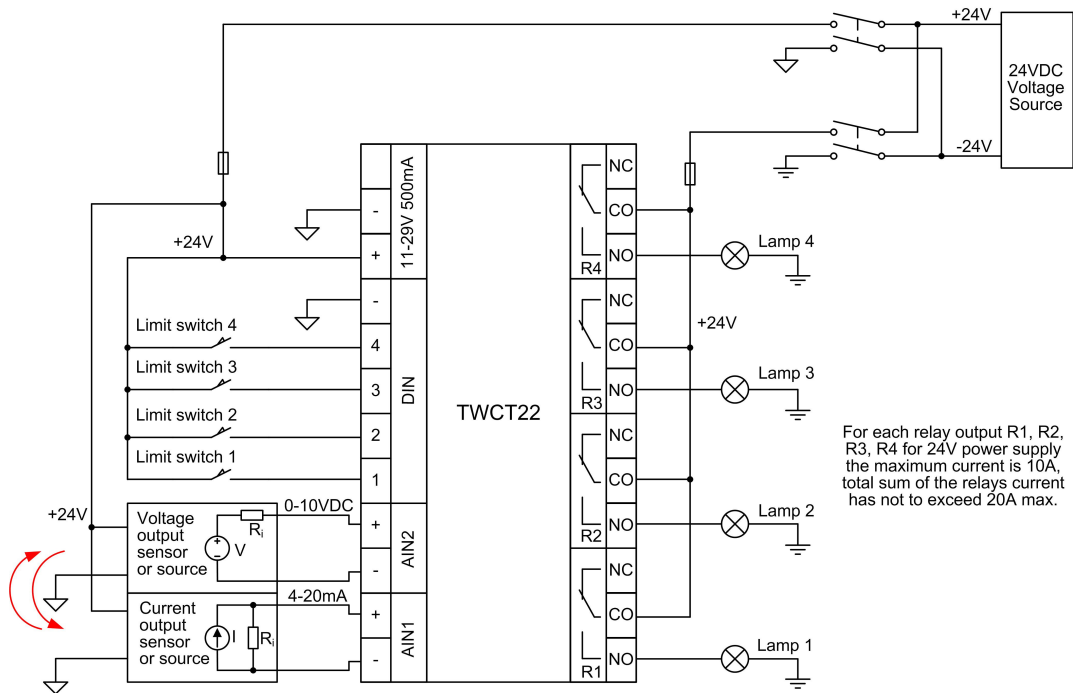 +24V
24VDC
Voltage
Source
-24V
11-29V 500mA
-
+
+24V
DIN
-
4
3
2
1
Limit switch 4
Limit switch 3
Limit switch 2
Limit switch 1
+24V
Voltage
output
sensor
or source
+
-
V
Ri
0-10VDC
AIN2
+
-
Current
output
sensor
or source
I
Ri
4-20mA
AIN1
+
-
TWCT22
NC
CO
NO
R4
Lamp 4
+24V
NC
CO
NO
R3
Lamp 3
NC
CO
NO
R2
Lamp 2
NC
CO
NO
R1
Lamp 1
For each relay output R1, R2,
R3, R4 for 24V power supply
the maximum current is 10A,
total sum of the relays current
has not to exceed 20A max.